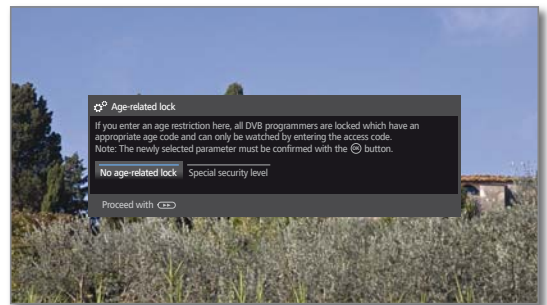 Age-related lock
If you enter an age restriction here, all DVB programmers are locked which have an
appropriate age code and can only be watched by entering the access code.
Note: The newly selected parameter must be confirmed with the OK button.
No age-related lock Special security level
Proceed with